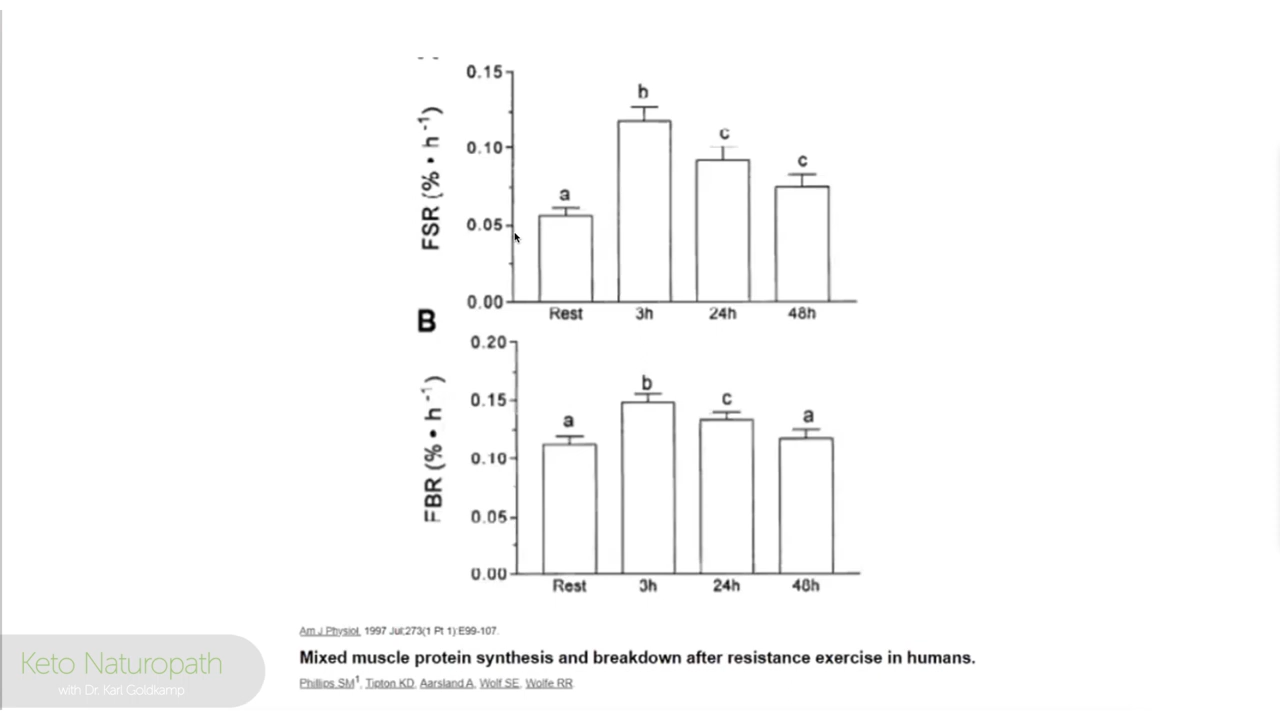 0.15
b
0.10
c
c
a
0.05
FSR (% • h⁻¹)
0.00
Rest 3h 24h 48h
B
0.20
b
0.15
c
a
a
0.10
FBR (% • h⁻¹)
0.05
0.00
Rest 3h 24h 48h
Am J Physiol. 1997 Jul;273(1 Pt 1):E99-107.
Mixed muscle protein synthesis and breakdown after resistance exercise in humans.
Phillips SM¹, Tipton KD, Aarsland A, Wolf SE, Wolfe RR
Keto Naturopath
with Dr. Karl Goldkamp